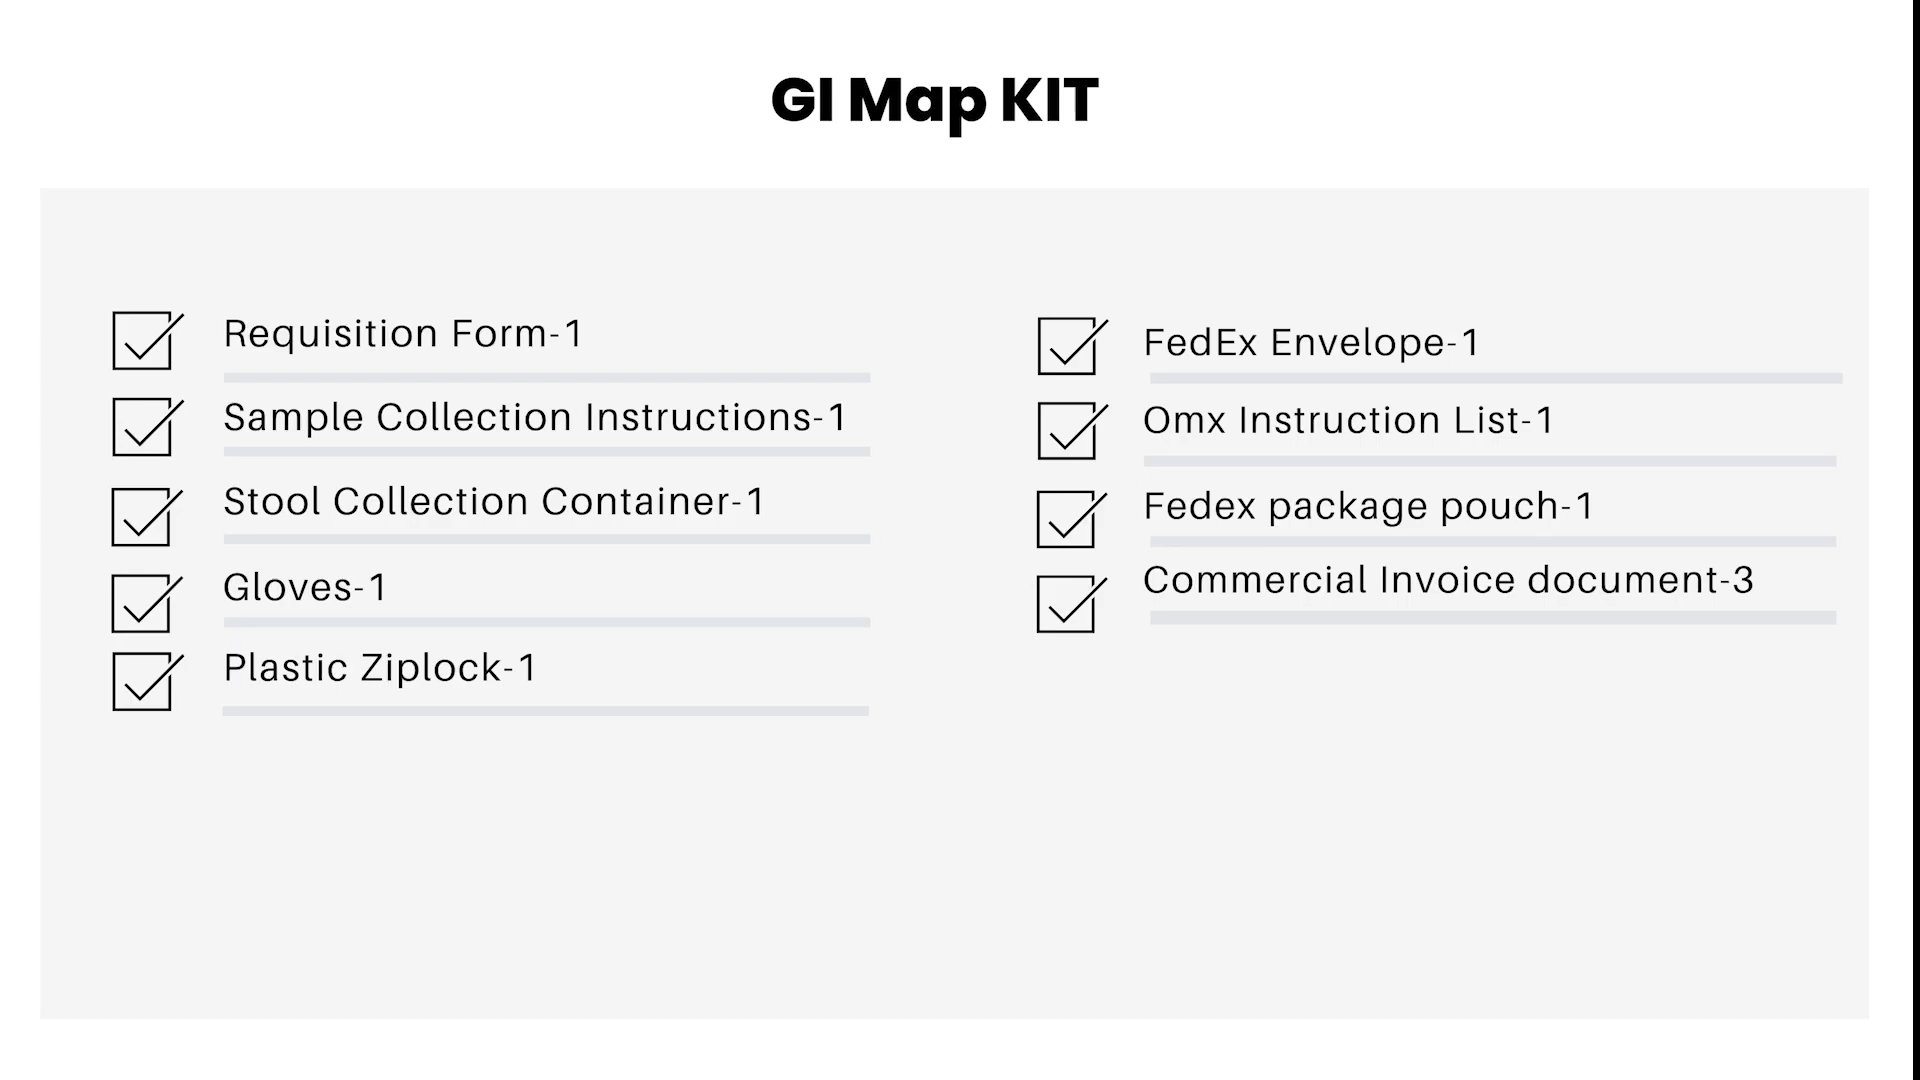 GI Map KIT
Requisition Form-1
Sample Collection Instructions-1
Stool Collection Container-1
Gloves-1
Plastic Ziplock-1
FedEx Envelope-1
Omx Instruction List-1
Fedex package pouch-1
Commercial Invoice document-3